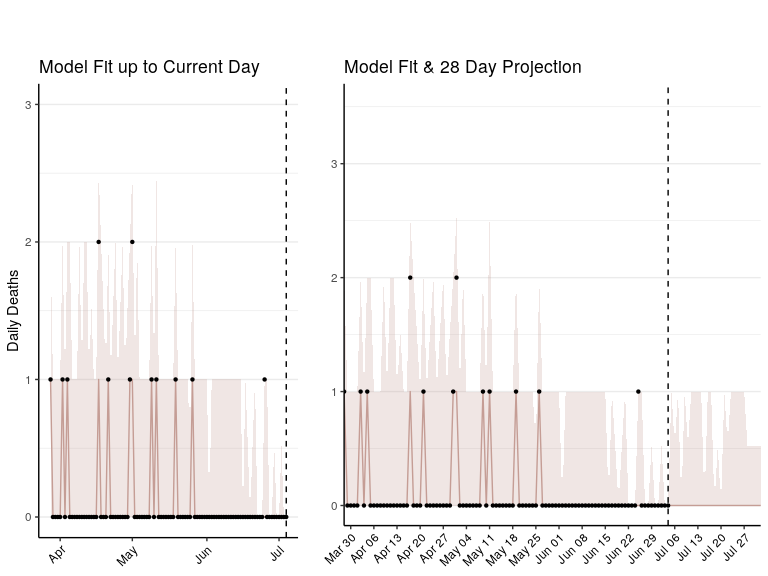 Model Fit up to Current Day
Model Fit & 28 Day Projection
Daily Deaths
3
2
1
0
Apr
May
Jun
Jul
3
2
1
0
Mar 30
Apr 06
Apr 13
Apr 20
Apr 27
May 04
May 11
May 18
May 25
Jun 01
Jun 08
Jun 15
Jun 22
Jun 29
Jul 06
Jul 13
Jul 20
Jul 27